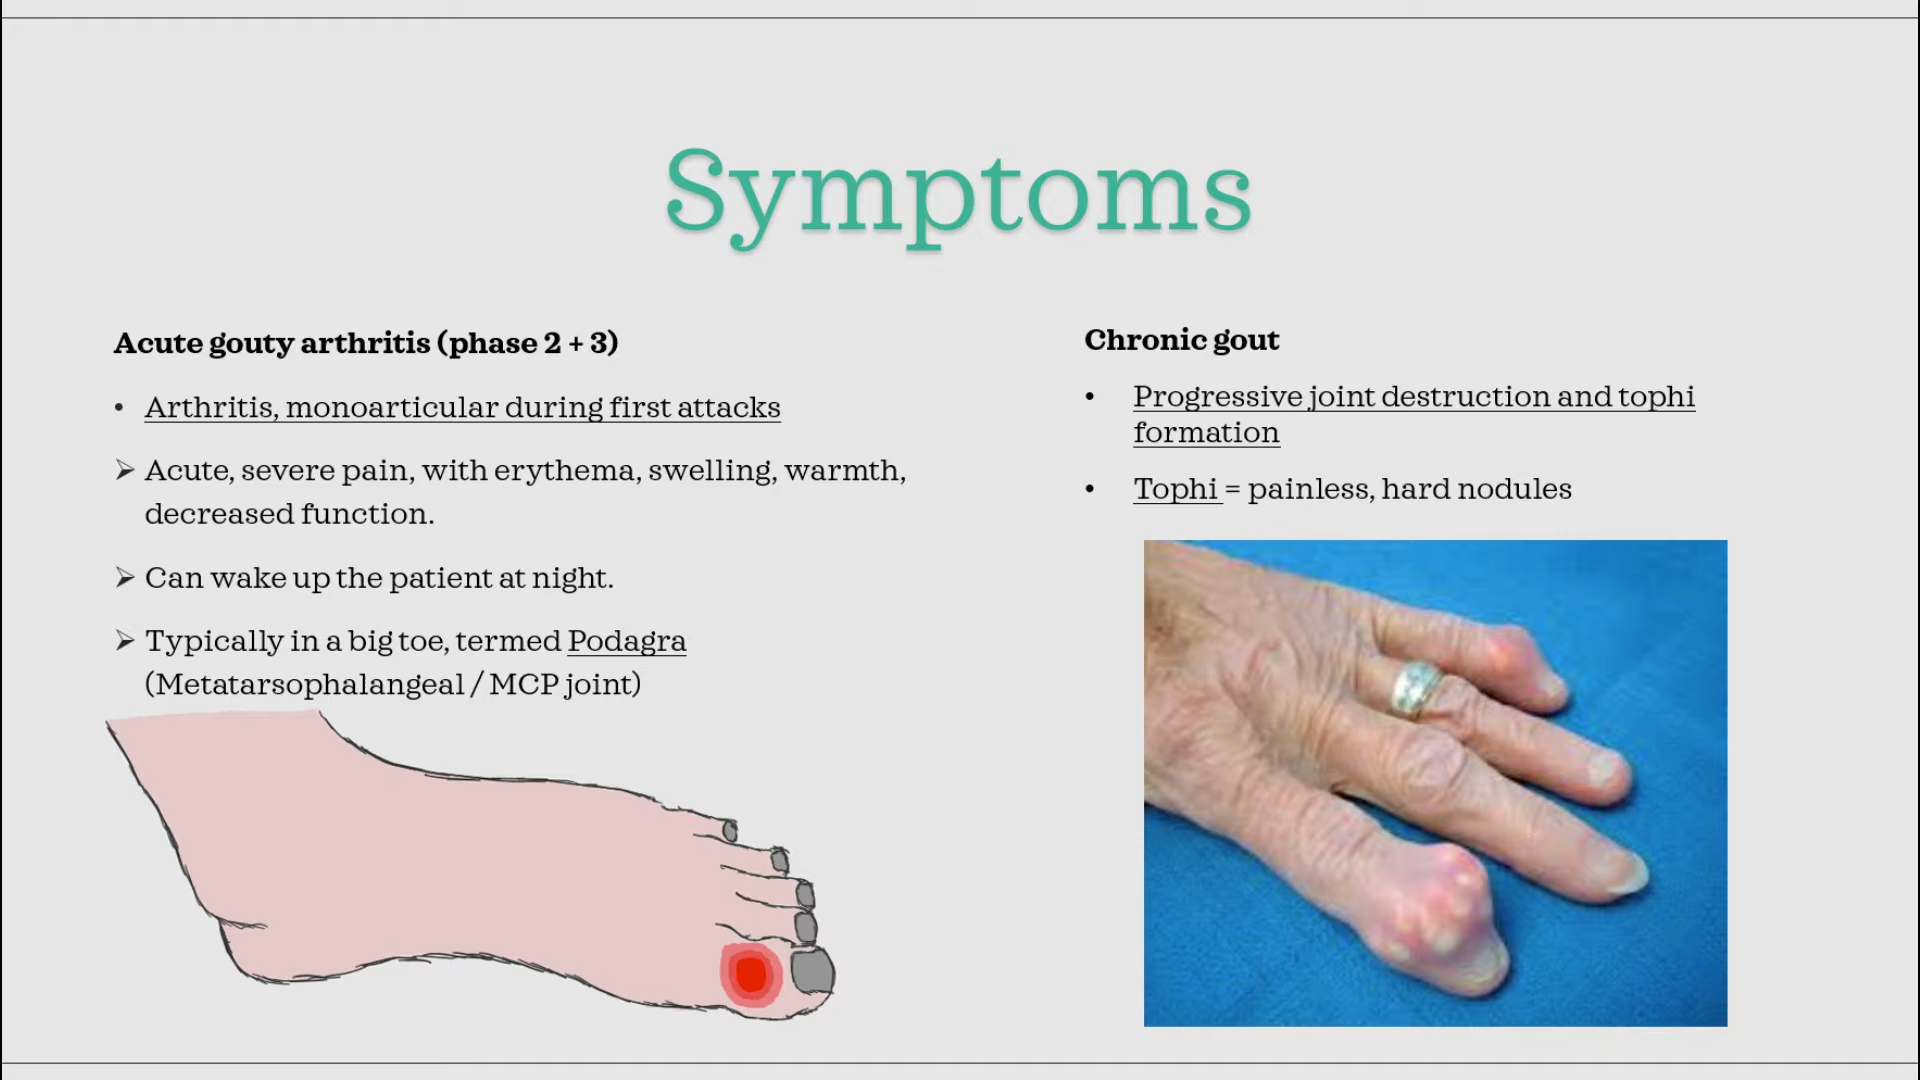 Symptoms
Acute gouty arthritis (phase 2 + 3)
• Arthritis, monoarticular during first attacks
➢ Acute, severe pain, with erythema, swelling, warmth,
decreased function.
➢ Can wake up the patient at night.
➢ Typically in a big toe, termed Podagra
(Metatarsophalangeal / MCP joint)
Chronic gout
• Progressive joint destruction and tophi
formation
• Tophi = painless, hard nodules